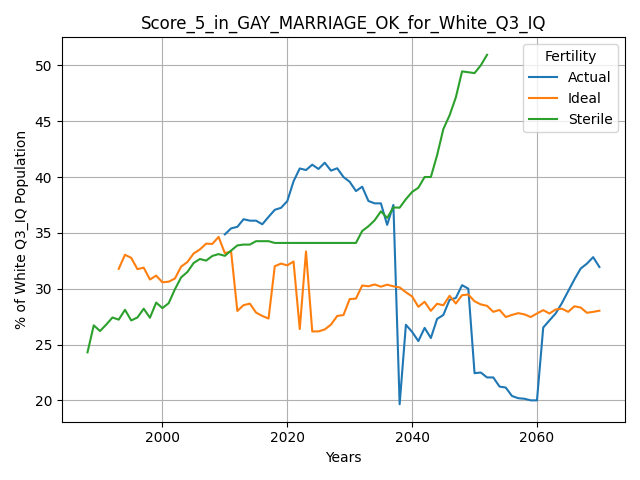 Score_5_in_GAY_MARRIAGE_OK_for_White_Q3_IQ
% of White Q3_IQ Population
50
45
40
35
30
25
20
Fertility
Actual
Ideal
Sterile
2000
2020
2040
2060
Years